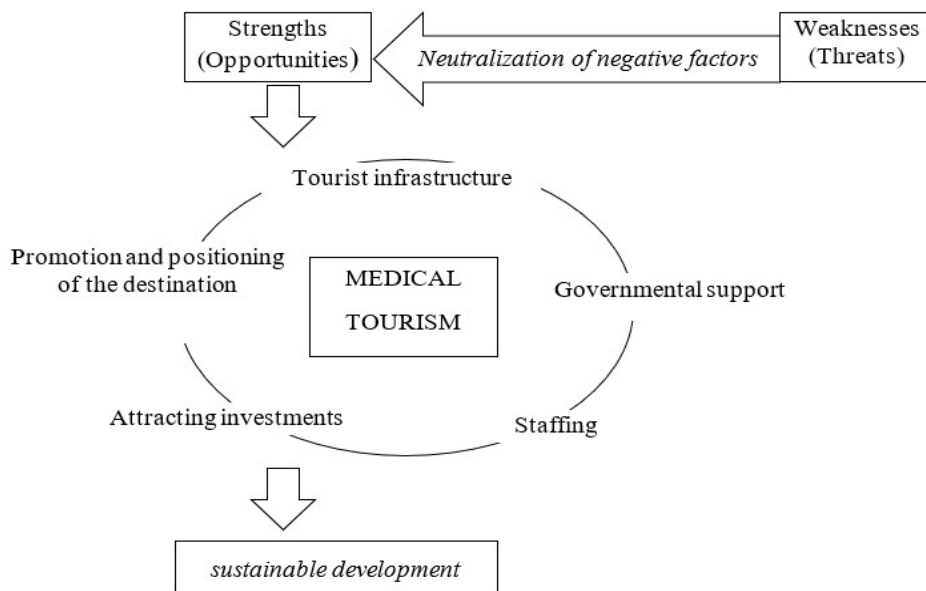 Strengths
(Opportunities)
Neutralization of negative factors
Weaknesses
(Threats)
Tourist infrastructure
Promotion and positioning
of the destination
MEDICAL
TOURISM
Governmental support
Attracting investments
Staffing
sustainable development